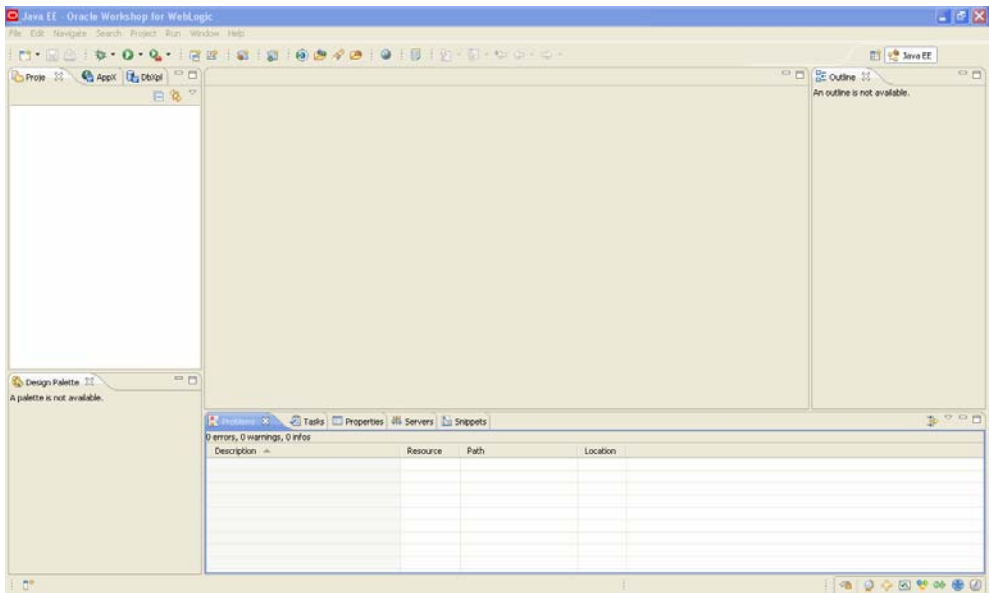 Java EE - Oracle Workshop for WebLogic
File Edit Navigate Search Project Run Window Help
Java EE
Proje AppX DbXpl
Outline
An outline is not available.
Design Palette
A palette is not available.
Problems Tasks Properties Servers Snippets
0 errors, 0 warnings, 0 infos
Description Resource Path Location